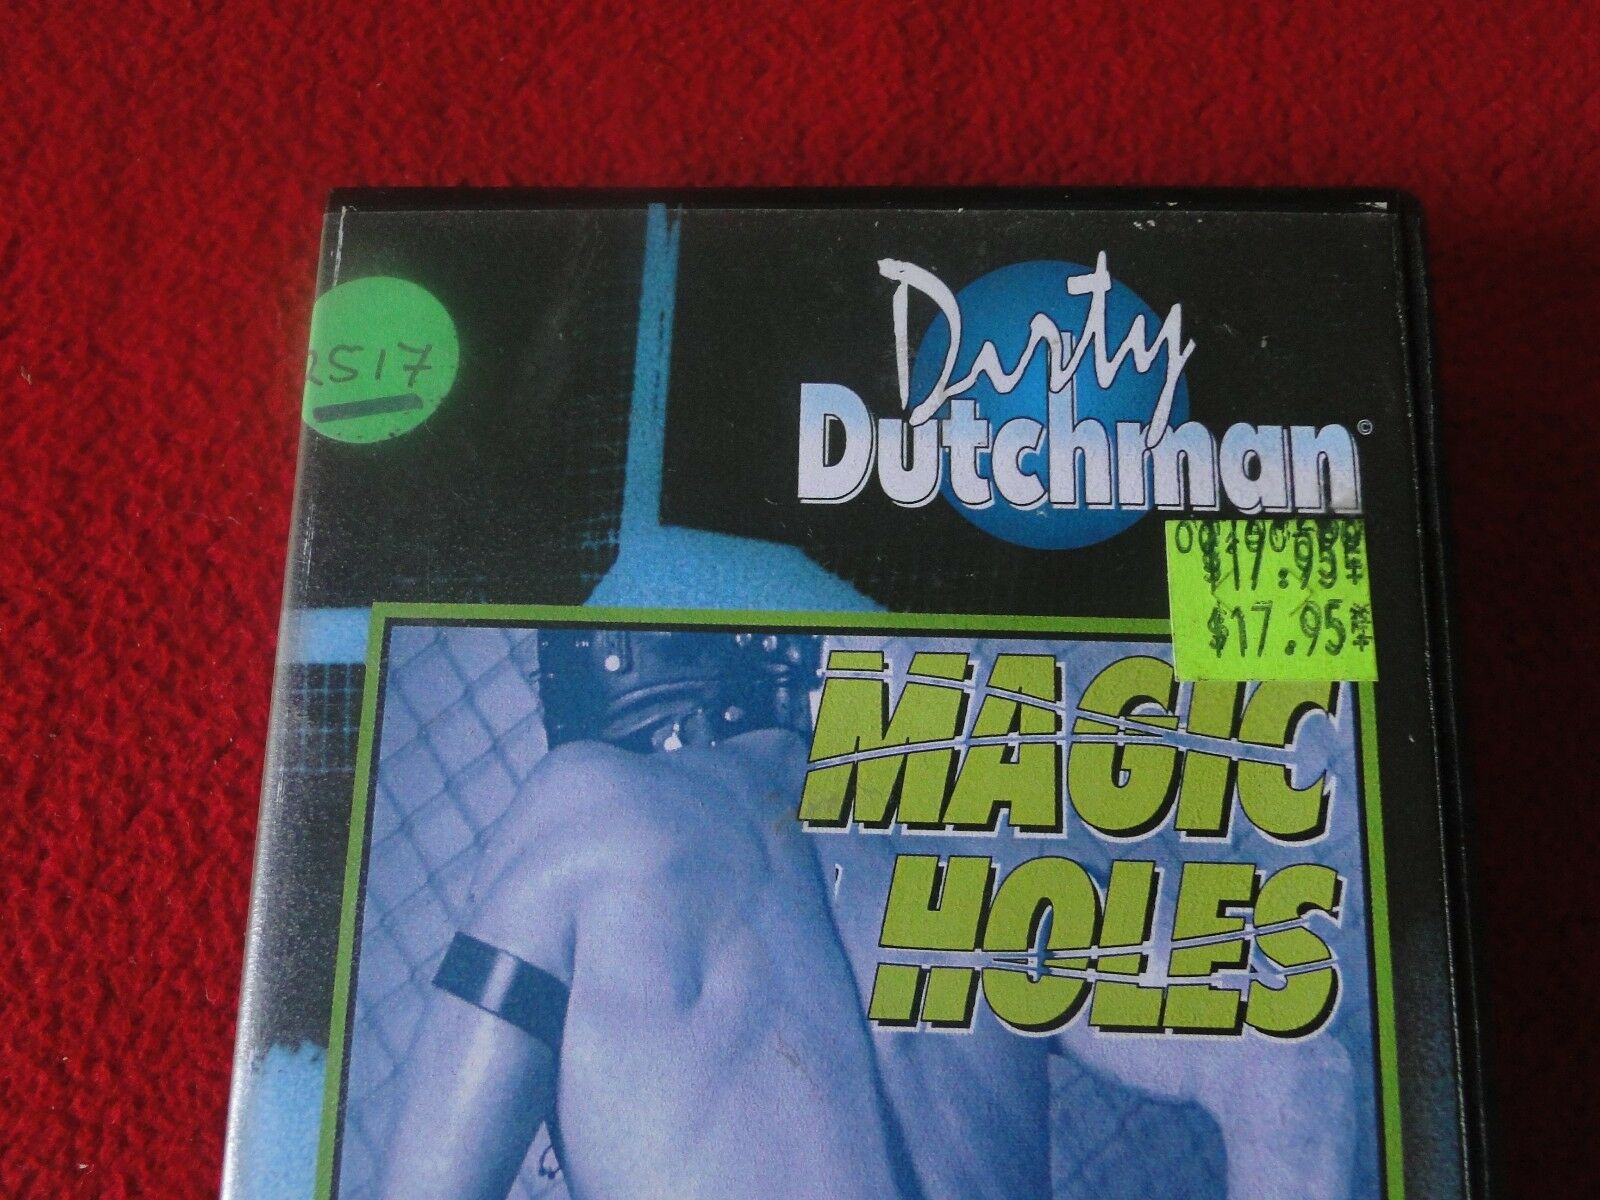 2517
Dirty
Dutchman©
$17.95
$17.95
MAGIC
HOLES